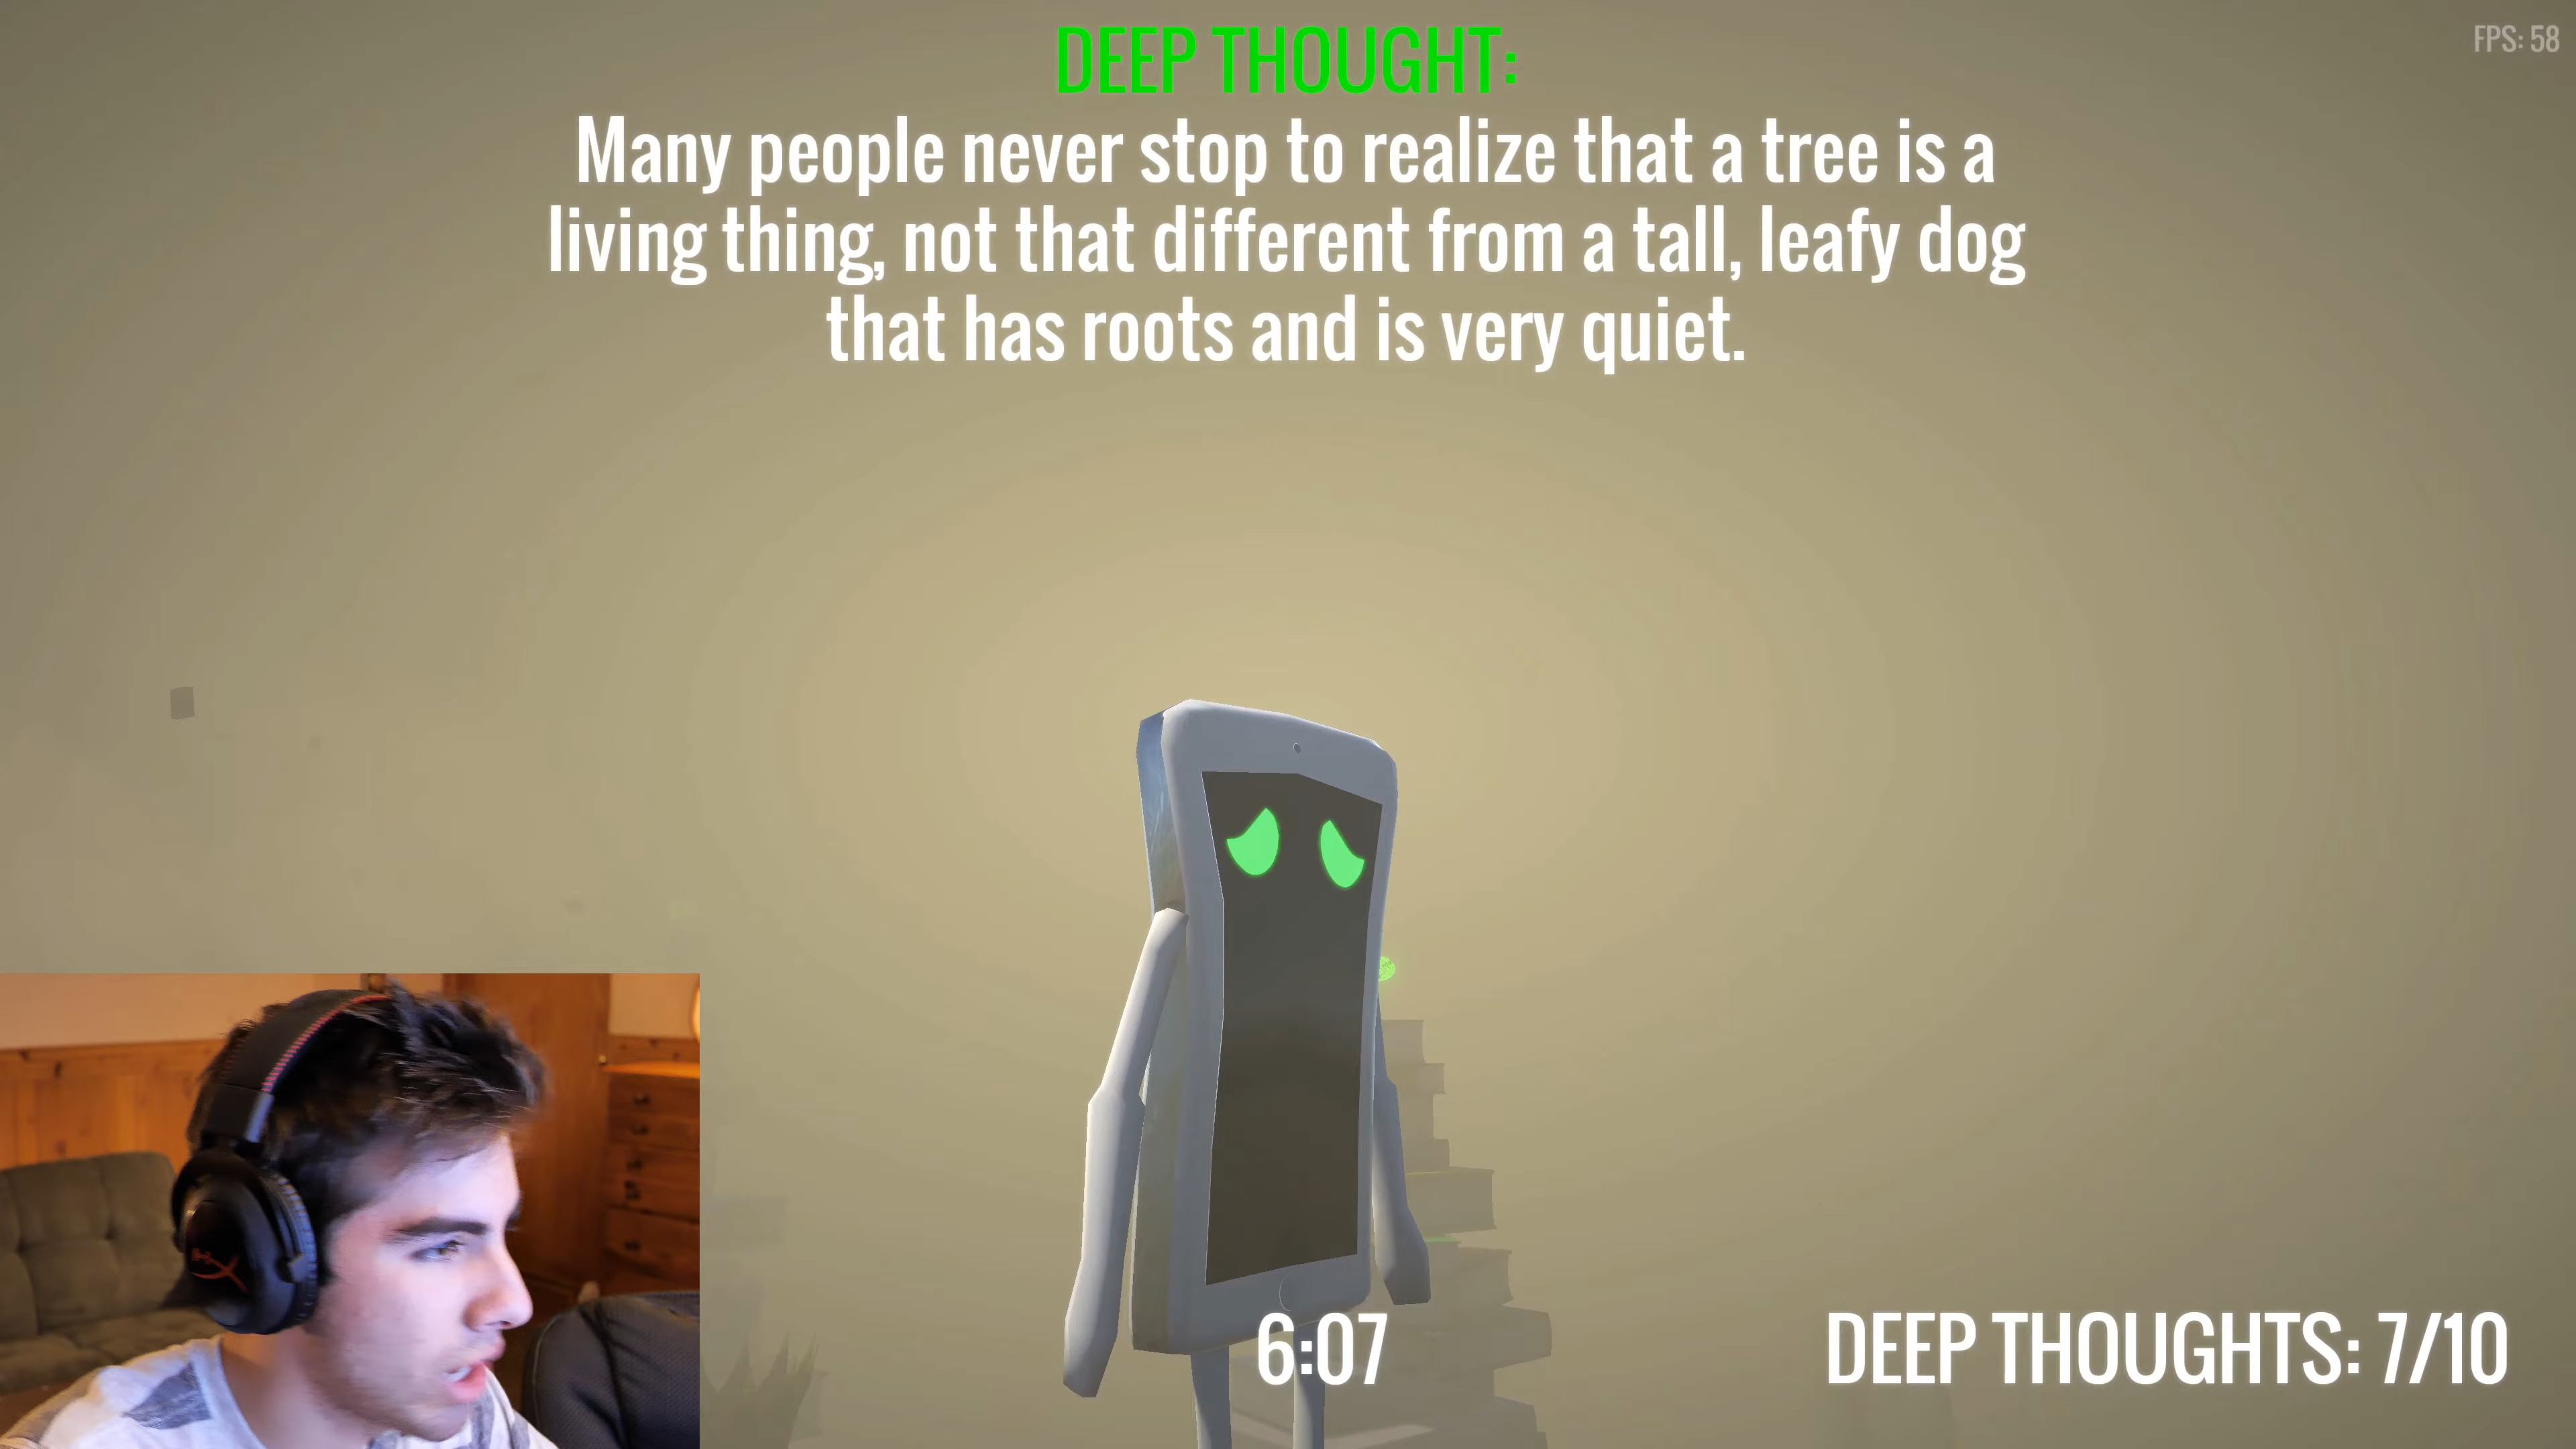 DEEP THOUGHT:
FPS: 58
Many people never stop to realize that a tree is a
living thing, not that different from a tall, leafy dog
that has roots and is very quiet.
6:07
DEEP THOUGHTS: 7/10